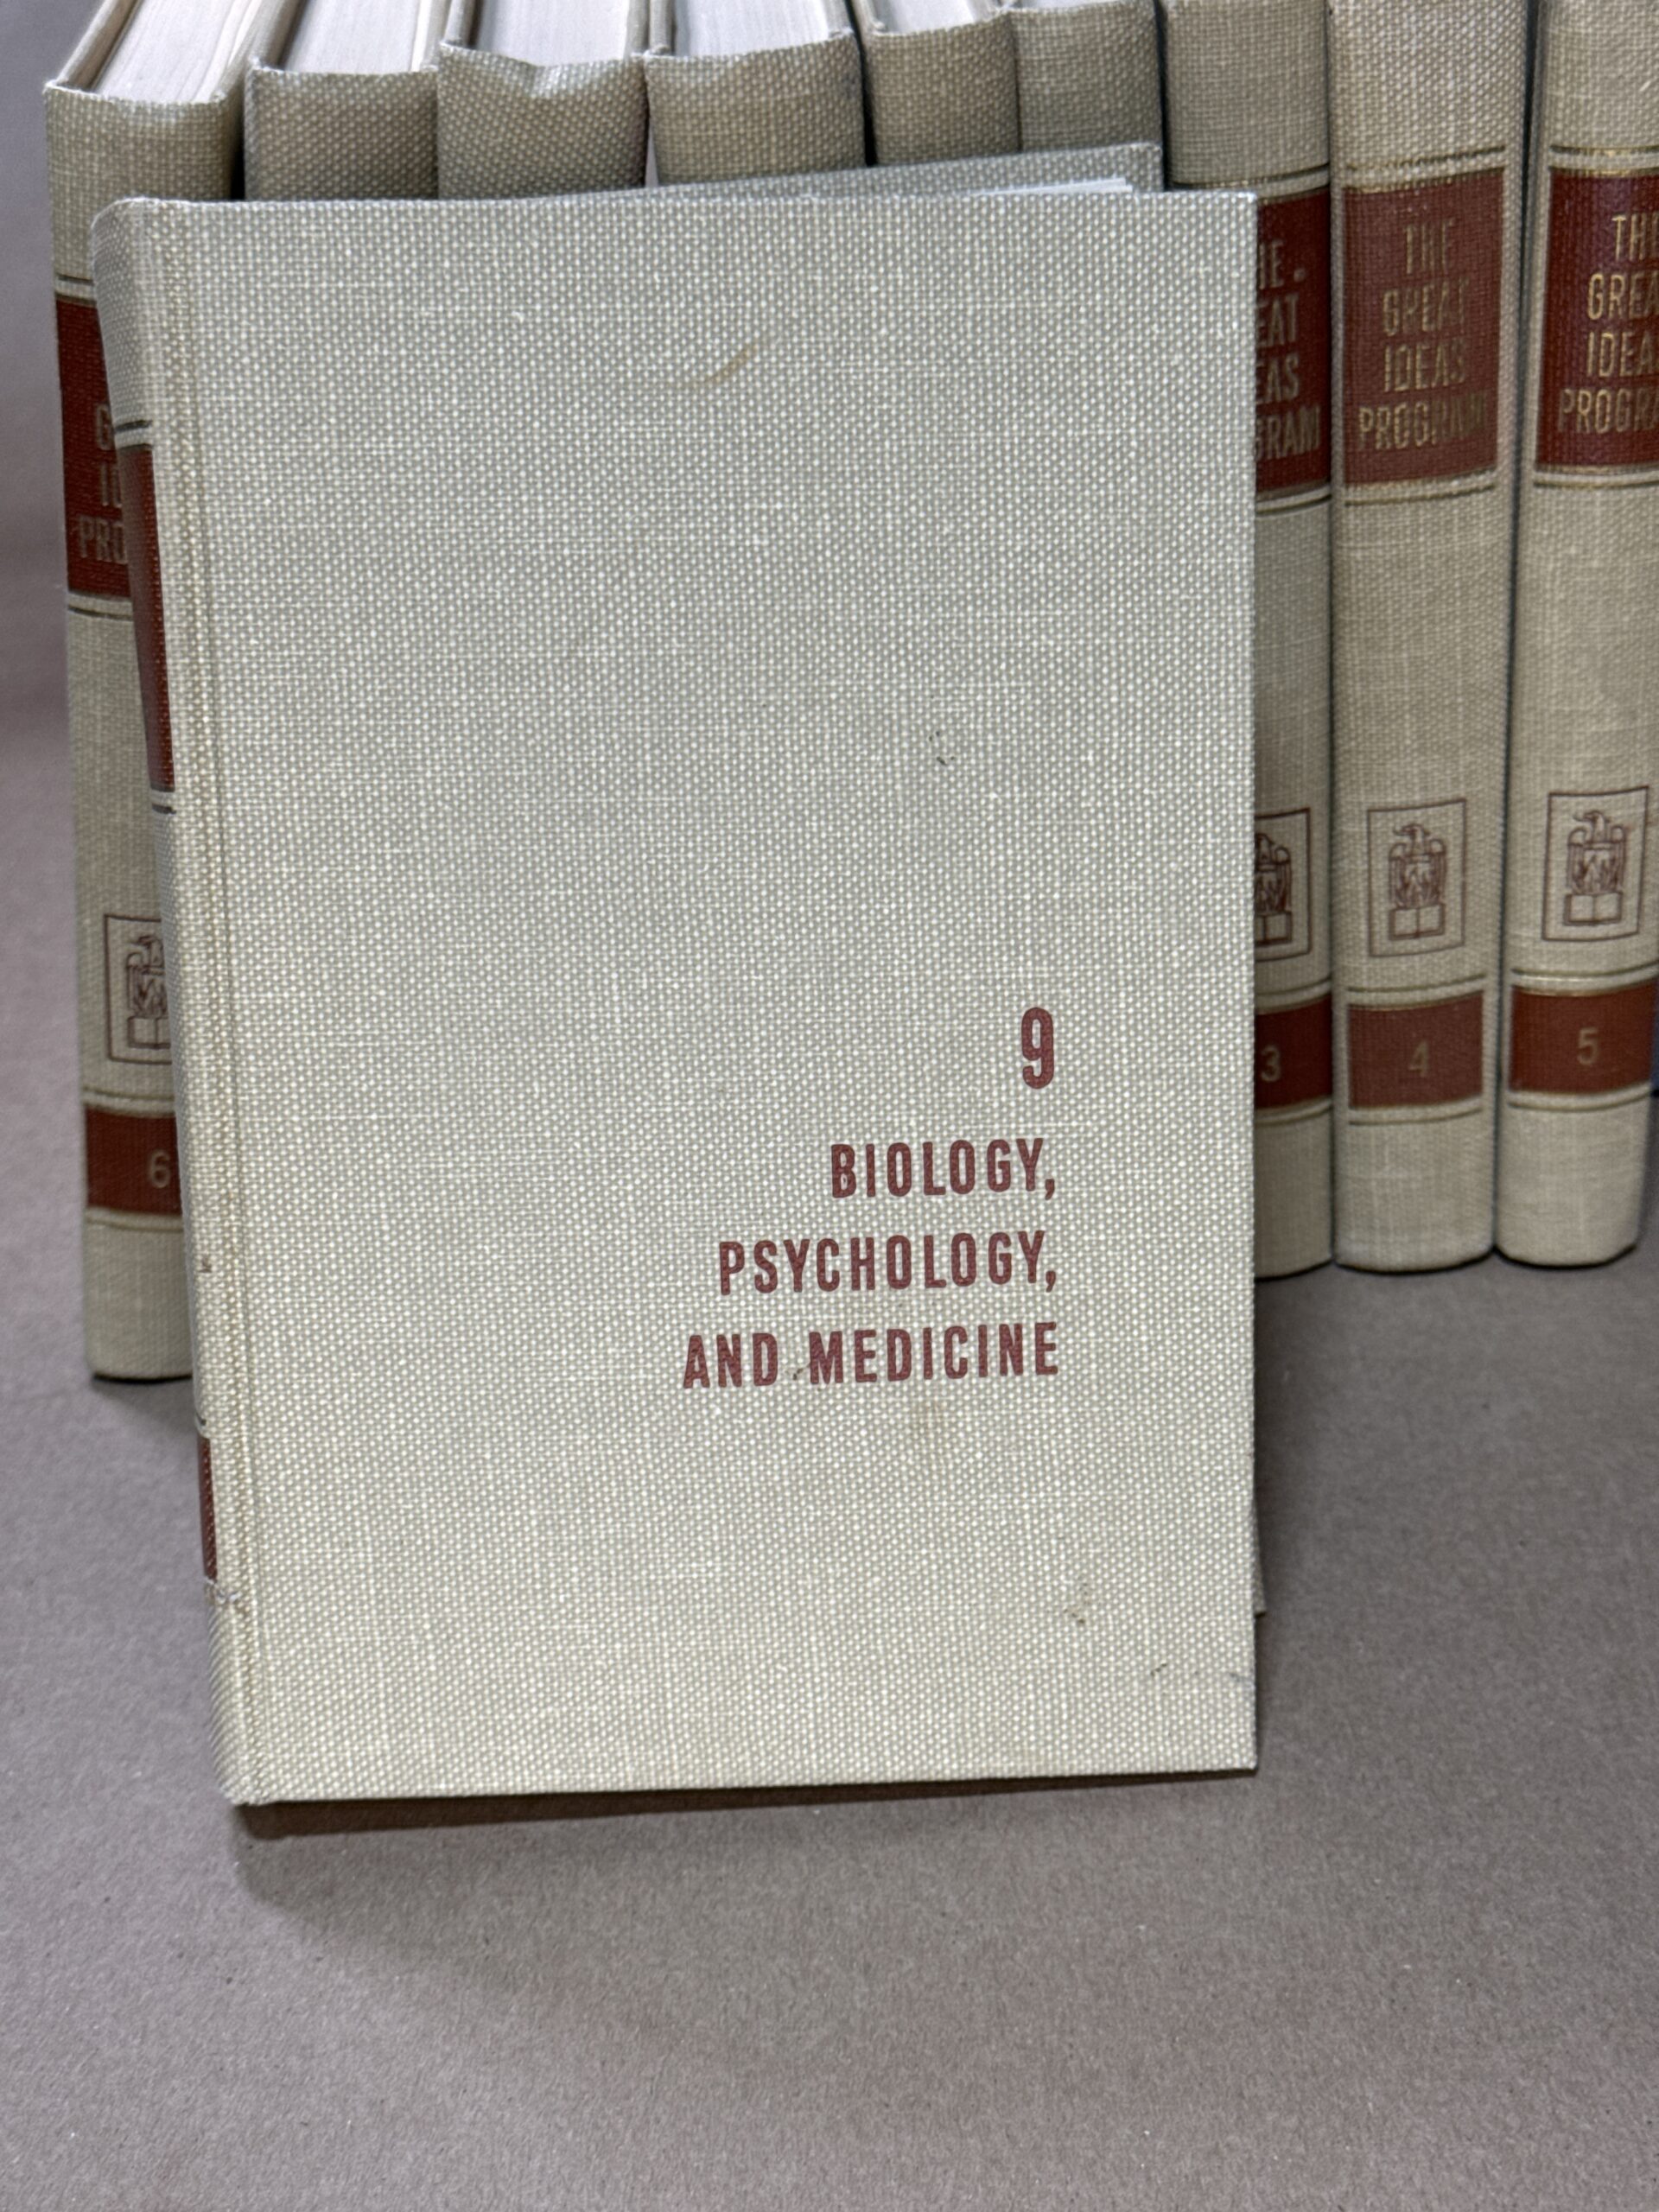 9
BIOLOGY,
PSYCHOLOGY,
AND MEDICINE
6
3
THE
GREAT
IDEAS
PROGRAM
4
5